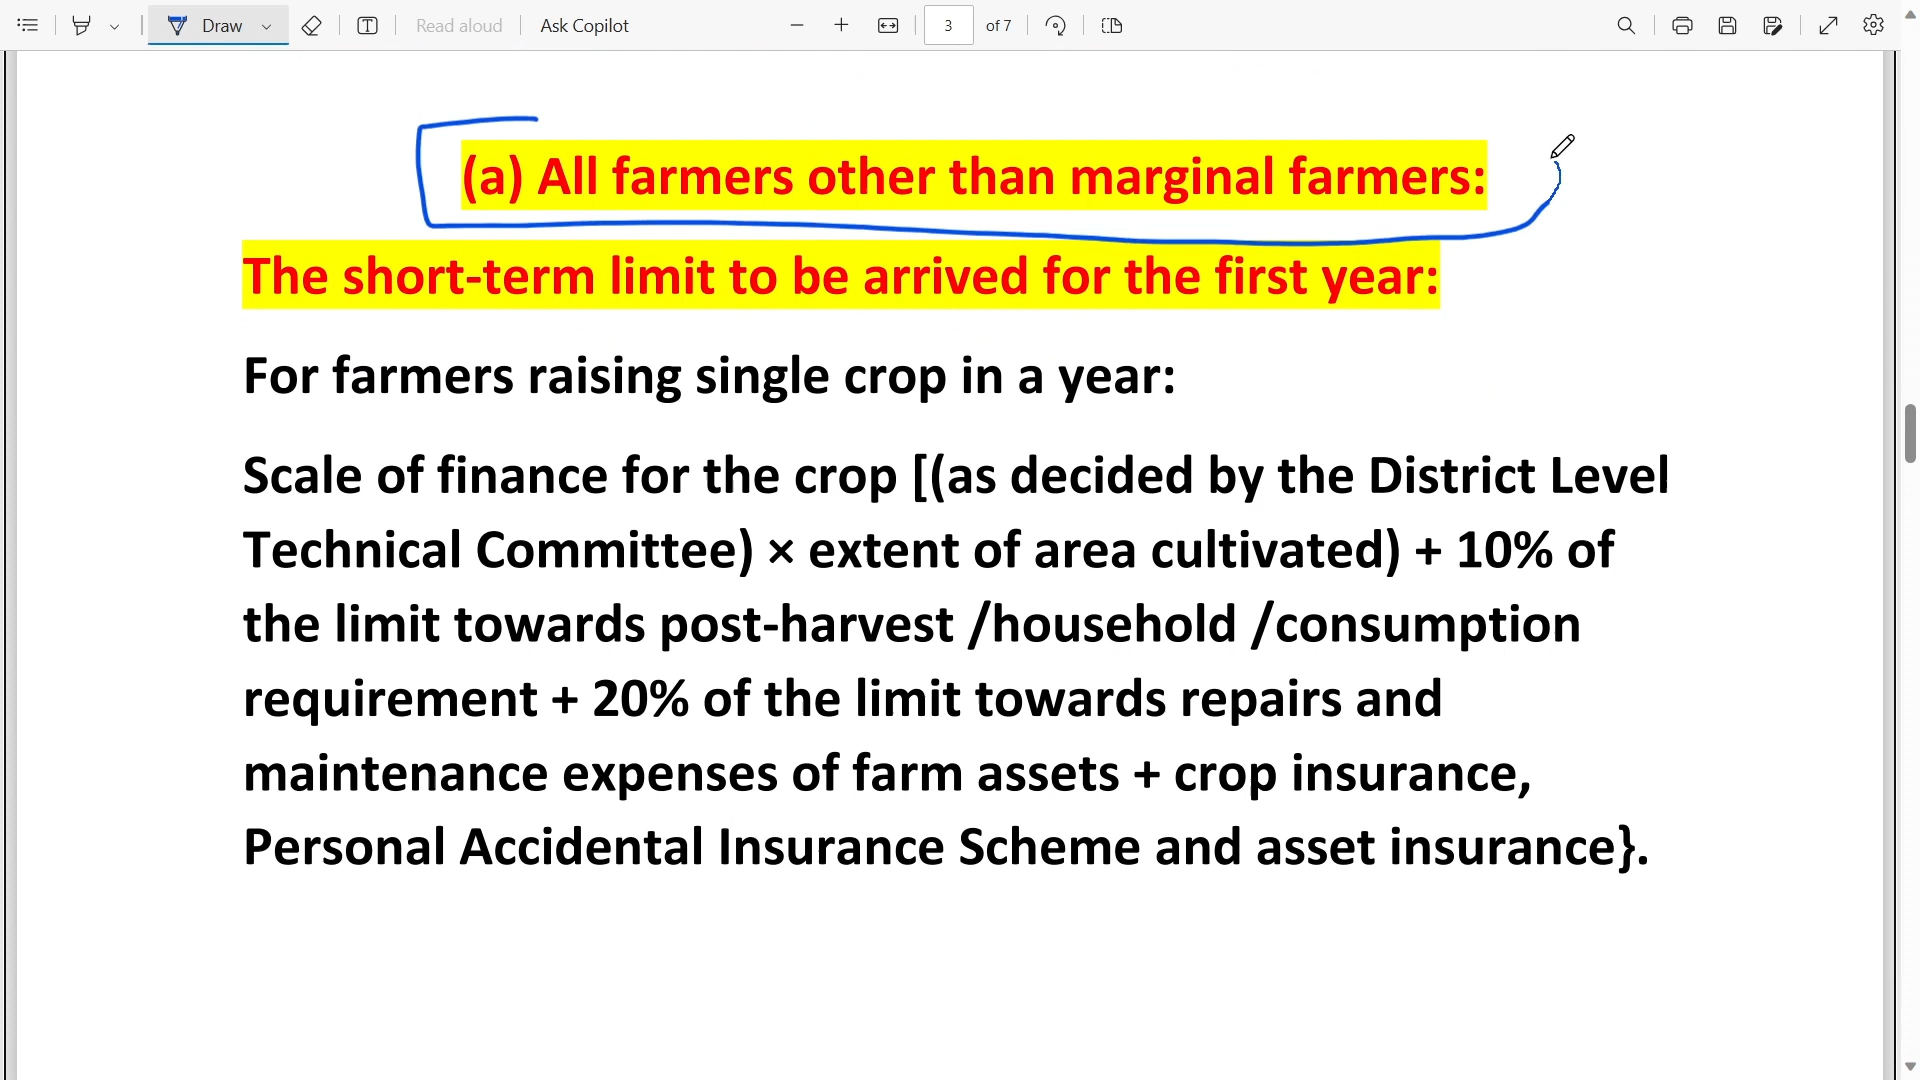 Draw
Read aloud
Ask Copilot
3
of 7
(a) All farmers other than marginal farmers:
The short-term limit to be arrived for the first year:
For farmers raising single crop in a year:
Scale of finance for the crop [(as decided by the District Level
Technical Committee) × extent of area cultivated) + 10% of
the limit towards post-harvest /household /consumption
requirement + 20% of the limit towards repairs and
maintenance expenses of farm assets + crop insurance,
Personal Accidental Insurance Scheme and asset insurance}.